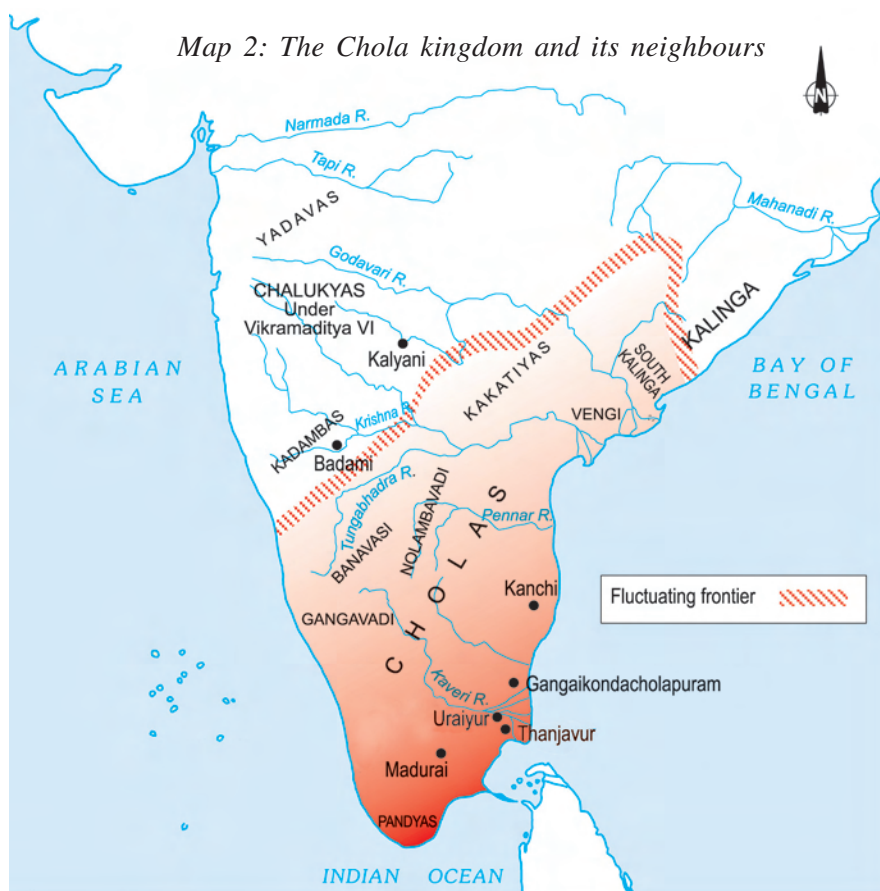 Map 2: The Chola kingdom and its neighbours
N
Narmada R.
Tapi R.
Mahanadi R.
YADAVAS
Godavari R.
CHALUKYAS
Under
Vikramaditya VI
Kalyani
KALINGA
SOUTH
KALINGA
ARABIAN
SEA
BAY OF
BENGAL
KAKATIYAS
VENGI
Krishna R.
KADAMBAS
Badami
Tungabhadra R.
BANAVASI
NOLAMBAVADI
Pennar R.
CHOLAS
Kanchi
Fluctuating frontier
GANGAVADI
Kaveri R.
Gangaikondacholapuram
Uraiyur
Thanjavur
Madurai
PANDYAS
INDIAN OCEAN